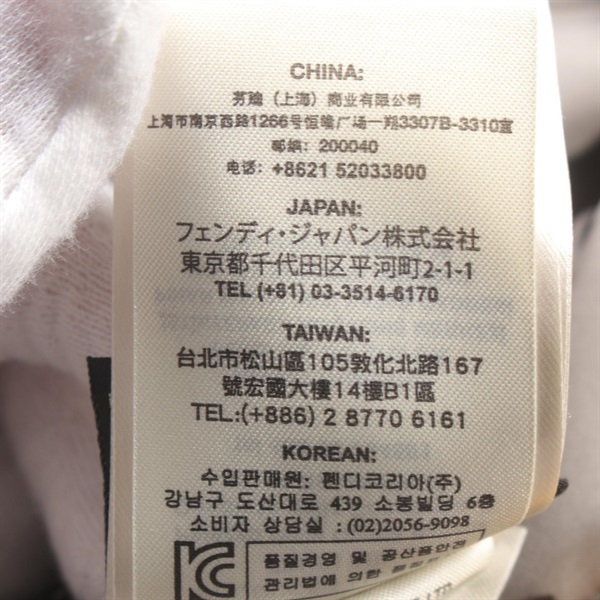 CHINA:
芬迪（上海）商业有限公司
上海市南京西路1266号恒隆广场一期3307B-3310室
邮编: 200040
电话: +8621 52033800
JAPAN:
フェンディ・ジャパン株式会社
東京都千代田区平河町2-1-1
TEL (+81) 03-3514-6170
TAIWAN:
台北市松山區105敦化北路167
號宏國大樓14樓B1區
TEL:(+886) 2 8770 6161
KOREAN:
수입판매원: 펜디코리아(주)
강남구 도산대로 439 소봉빌딩 6층
소비자 상담실 :(02)2056-9098
품질경영 및 공산품안전
관리법에 의한 품질
LTD